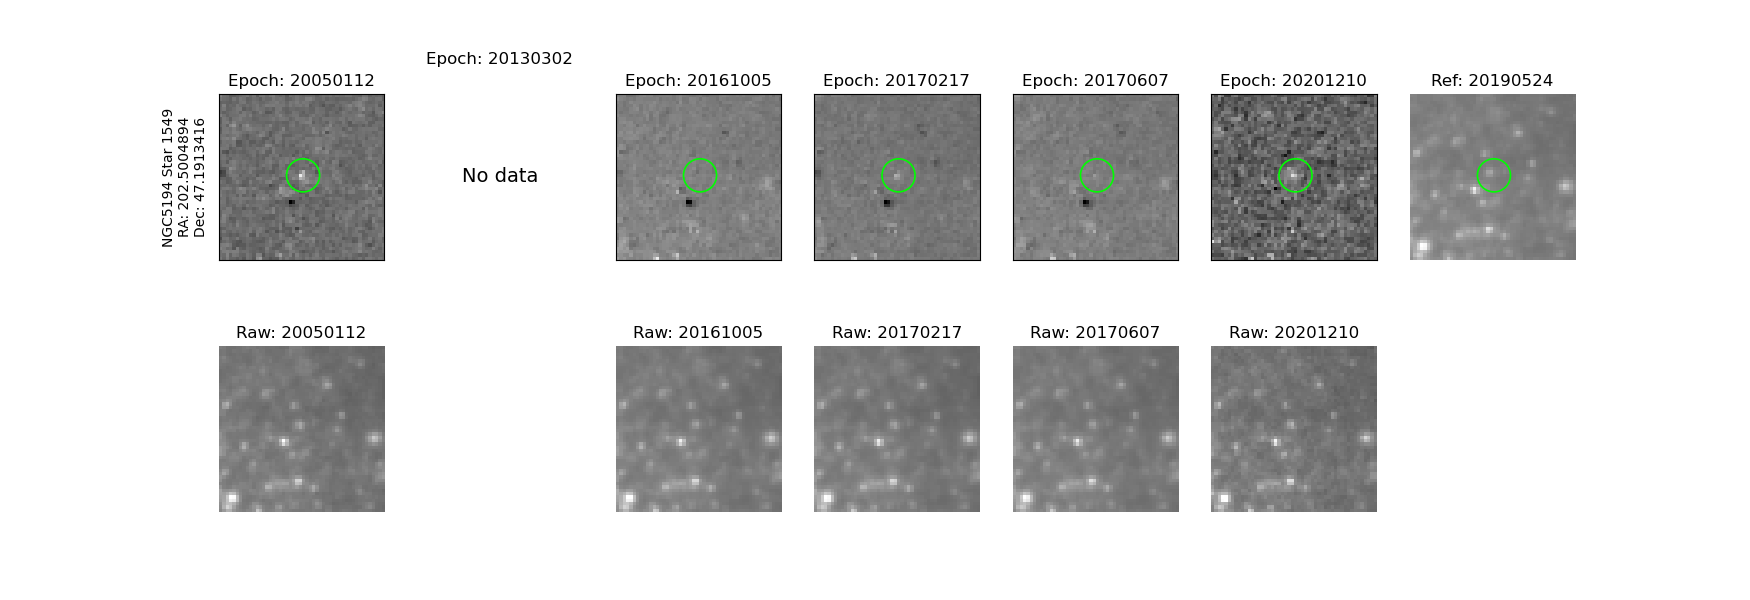 Epoch: 20130302
Epoch: 20050112
Epoch: 20161005
Epoch: 20170217
Epoch: 20170607
Epoch: 20201210
Ref: 20190524
NGC5194 Star 1549
RA: 202.5004894
Dec: 47.1913416
No data
Raw: 20050112
Raw: 20161005
Raw: 20170217
Raw: 20170607
Raw: 20201210